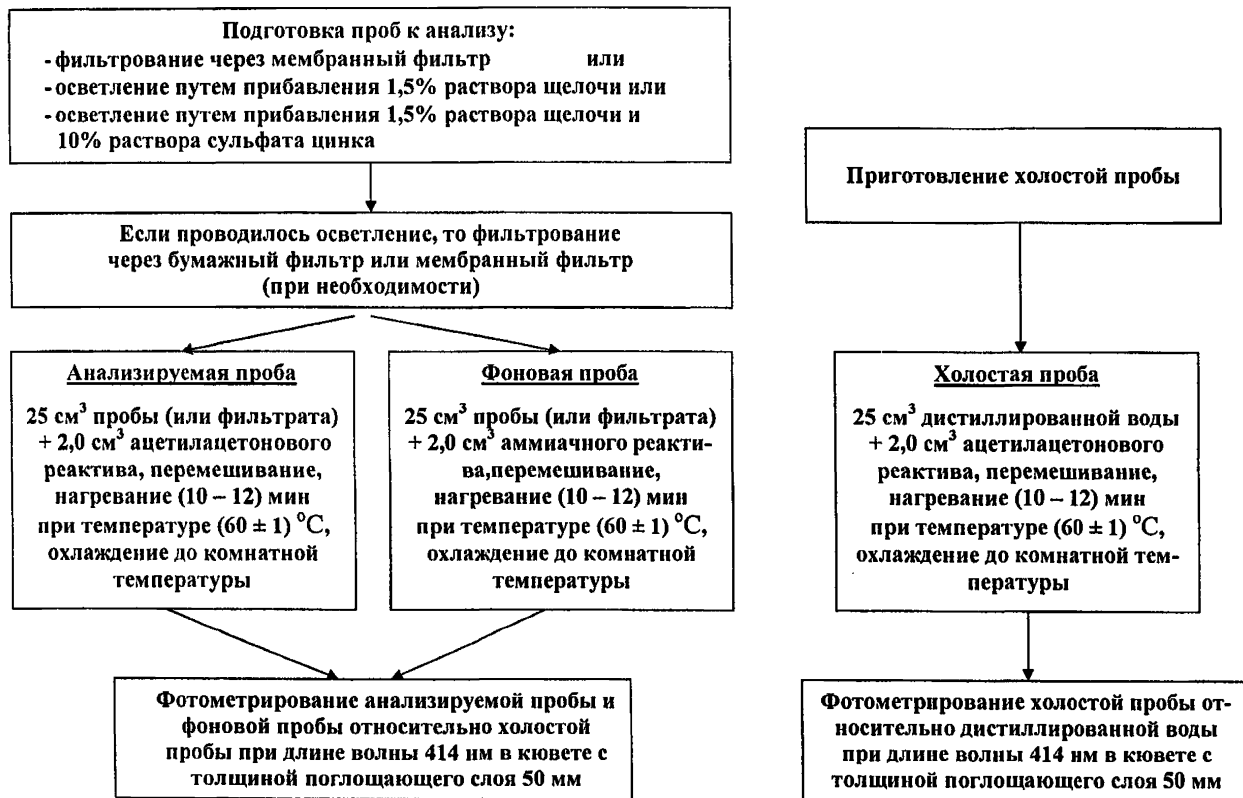 Подготовка проб к анализу:
- фильтрование через мембранный фильтр или
- осветление путем прибавления 1,5% раствора щелочи или
- осветление путем прибавления 1,5% раствора щелочи и
10% раствора сульфата цинка
Если проводилось осветление, то фильтрование
через бумажный фильтр или мембранный фильтр
(при необходимости)
Анализируемая проба
25 см³ пробы (или фильтрата)
+ 2,0 см³ ацетилацетонового
реактива, перемешивание,
нагревание (10 – 12) мин
при температуре (60 ± 1) °С,
охлаждение до комнатной
температуры
Фоновая проба
25 см³ пробы (или фильтрата)
+ 2,0 см³ аммиачного реакти-
ва,перемешивание,
нагревание (10 – 12) мин
при температуре (60 ± 1) °С,
охлаждение до комнатной
температуры
Фотометрирование анализируемой пробы и
фоновой пробы относительно холостой
пробы при длине волны 414 нм в кювете с
толщиной поглощающего слоя 50 мм
Приготовление холостой пробы
Холостая проба
25 см³ дистиллированной воды
+ 2,0 см³ ацетилацетонового
реактива, перемешивание,
нагревание (10 – 12) мин
при температуре (60 ± 1) °С,
охлаждение до комнатной тем-
пературы
Фотометрирование холостой пробы от-
носительно дистиллированной воды
при длине волны 414 нм в кювете с
толщиной поглощающего слоя 50 мм